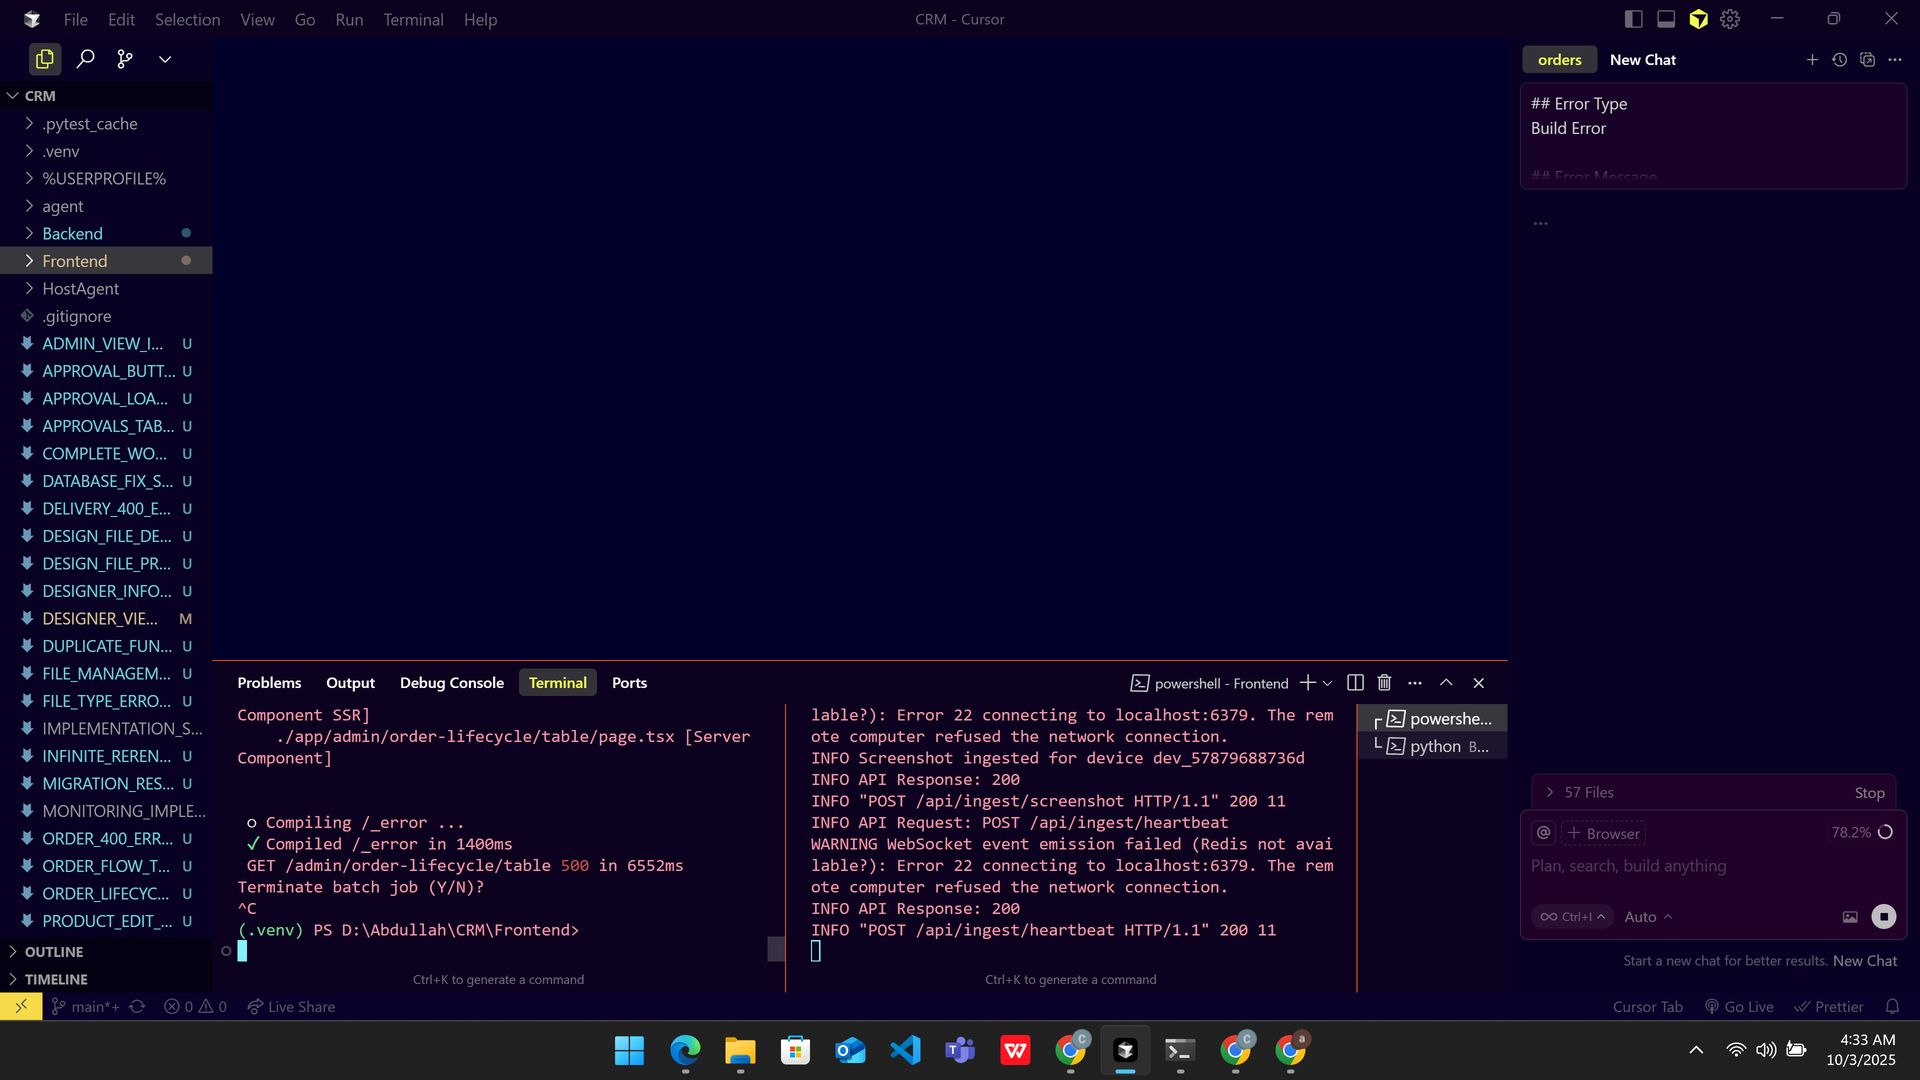 File Edit Selection View Go Run Terminal Help
CRM - Cursor
CRM
.pytest_cache
.venv
%USERPROFILE%
agent
Backend
Frontend
HostAgent
.gitignore
ADMIN_VIEW_I... U
APPROVAL_BUTT... U
APPROVAL_LOA... U
APPROVALS_TAB... U
COMPLETE_WO... U
DATABASE_FIX_S... U
DELIVERY_400_E... U
DESIGN_FILE_DE... U
DESIGN_FILE_PR... U
DESIGNER_INFO... U
DESIGNER_VIE... M
DUPLICATE_FUN... U
FILE_MANAGEM... U
FILE_TYPE_ERRO... U
IMPLEMENTATION_S...
INFINITE_REREN... U
MIGRATION_RES... U
MONITORING_IMPLE...
ORDER_400_ERR... U
ORDER_FLOW_T... U
ORDER_LIFECYC... U
PRODUCT_EDIT_... U
OUTLINE
TIMELINE
Problems Output Debug Console Terminal Ports
powershell - Frontend
Component SSR]
./app/admin/order-lifecycle/table/page.tsx [Server
Component]
○ Compiling /_error ...
✓ Compiled /_error in 1400ms
GET /admin/order-lifecycle/table 500 in 6552ms
Terminate batch job (Y/N)?
^C
(.venv) PS D:\Abdullah\CRM\Frontend>
Ctrl+K to generate a command
lable?): Error 22 connecting to localhost:6379. The rem
ote computer refused the network connection.
INFO Screenshot ingested for device dev_57879688736d
INFO API Response: 200
INFO "POST /api/ingest/screenshot HTTP/1.1" 200 11
INFO API Request: POST /api/ingest/heartbeat
WARNING WebSocket event emission failed (Redis not avai
lable?): Error 22 connecting to localhost:6379. The rem
ote computer refused the network connection.
INFO API Response: 200
INFO "POST /api/ingest/heartbeat HTTP/1.1" 200 11
Ctrl+K to generate a command
powershe...
python B...
orders New Chat
## Error Type
Build Error
## Error Message
...
57 Files Stop
@ + Browser 78.2%
Plan, search, build anything
∞ Ctrl+I Auto
Start a new chat for better results. New Chat
main*+ 0 0 Live Share
Cursor Tab Go Live Prettier
4:33 AM
10/3/2025